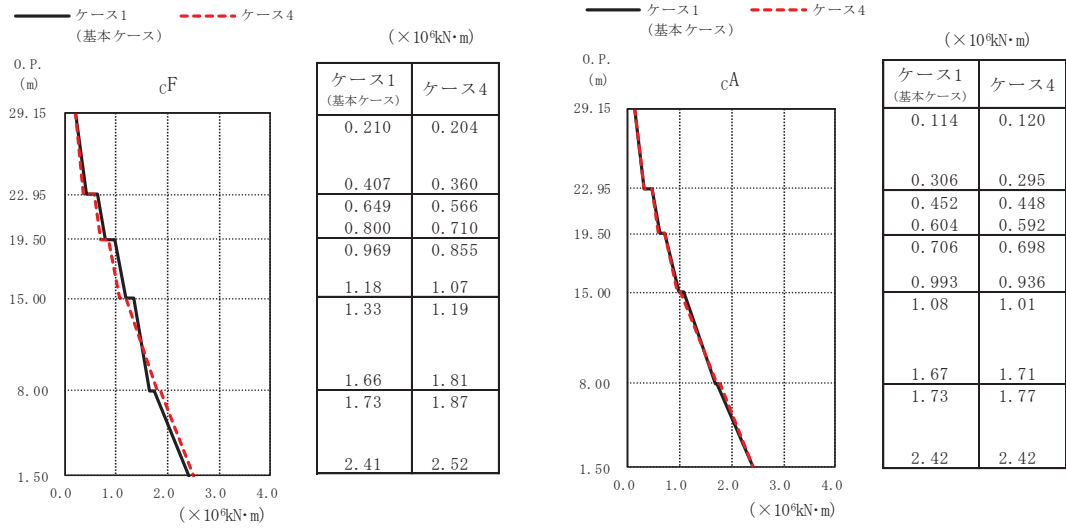 ケース1 ケース4
(基本ケース)
(×10⁶kN・m)
O.P.
(m)
cF
ケース1 ケース4
(基本ケース)
29.15
0.210 0.204
0.407 0.360
22.95
0.649 0.566
0.800 0.710
19.50
0.969 0.855
1.18 1.07
15.00
1.33 1.19
1.66 1.81
8.00
1.73 1.87
2.41 2.52
1.50
0.0 1.0 2.0 3.0 4.0
(×10⁶kN・m)
ケース1 ケース4
(基本ケース)
(×10⁶kN・m)
O.P.
(m)
cA
ケース1 ケース4
(基本ケース)
29.15
0.114 0.120
0.306 0.295
22.95
0.452 0.448
0.604 0.592
19.50
0.706 0.698
0.993 0.936
15.00
1.08 1.01
1.67 1.71
8.00
1.73 1.77
2.42 2.42
1.50
0.0 1.0 2.0 3.0 4.0
(×10⁶kN・m)